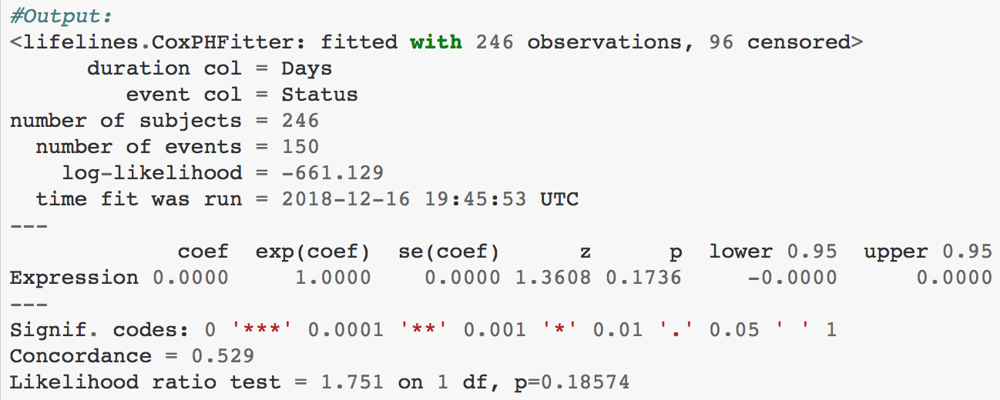 #Output:
<lifelines.CoxPHFitter: fitted with 246 observations, 96 censored>
      duration col = Days
         event col = Status
number of subjects = 246
  number of events = 150
    log-likelihood = -661.129
  time fit was run = 2018-12-16 19:45:53 UTC
---
             coef  exp(coef)  se(coef)      z      p  lower 0.95  upper 0.95
Expression 0.0000     1.0000    0.0000 1.3608 0.1736     -0.0000      0.0000
---
Signif. codes: 0 '***' 0.0001 '**' 0.001 '*' 0.01 '.' 0.05 ' ' 1
Concordance = 0.529
Likelihood ratio test = 1.751 on 1 df, p=0.18574